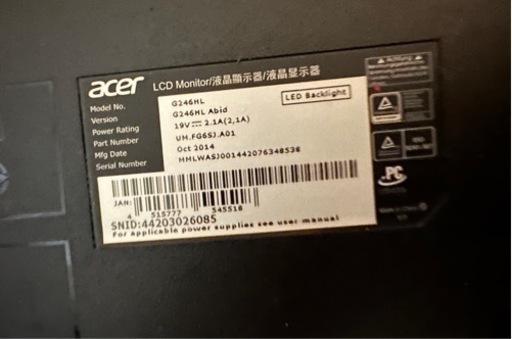 acer LCD Monitor/液晶顯示器/液晶显示器
Model No. G246HL LED Backlight
Version G246HL Abid
Power Rating 19V⎓2.1A(2,1A)
Part Number UM.FG6SJ.A01
Mfg Date Oct 2014
Serial Number MMLWASJ001442076348538
JAN:
4 515777 545518
SNID:44203026085
For applicable power supplies see user manual
PC